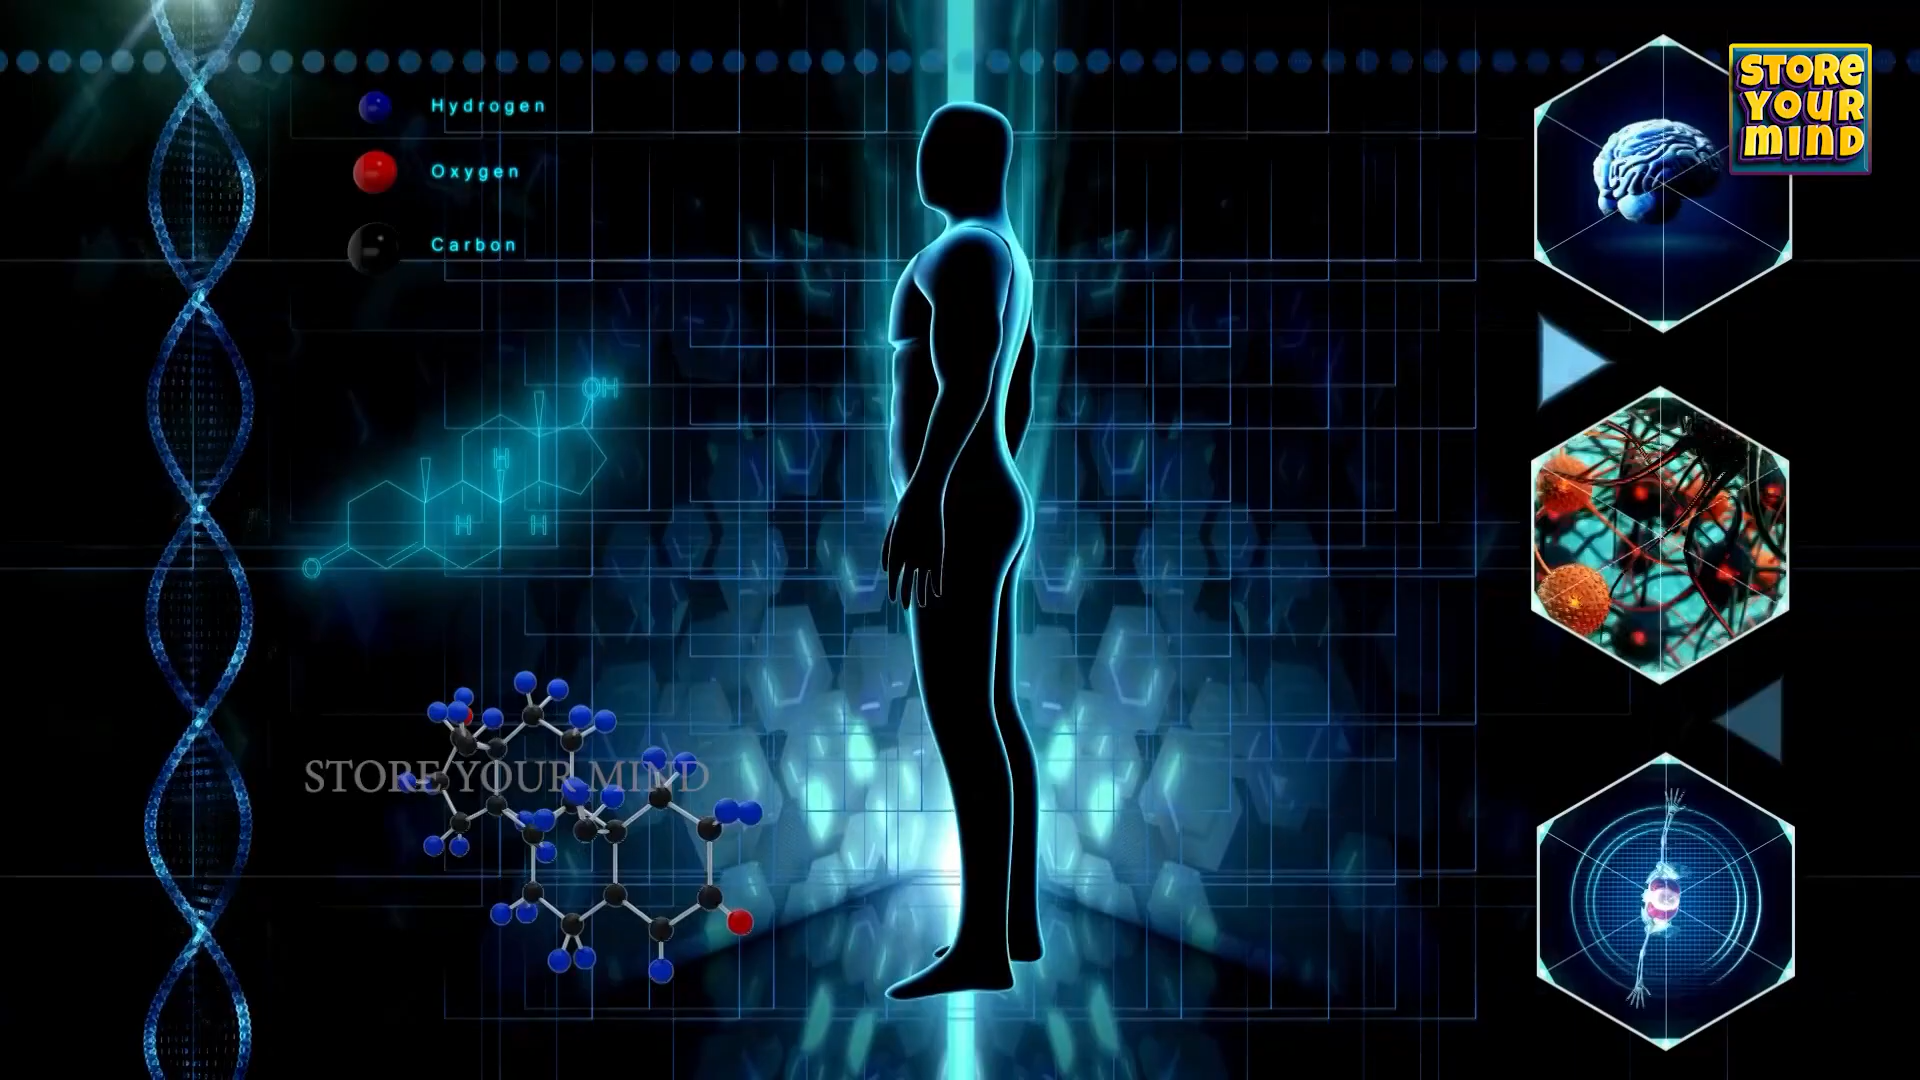 Hydrogen
Oxygen
Carbon
STORE
YOUR
MIND
OH
H
H
H
O
STORE YOUR MIND